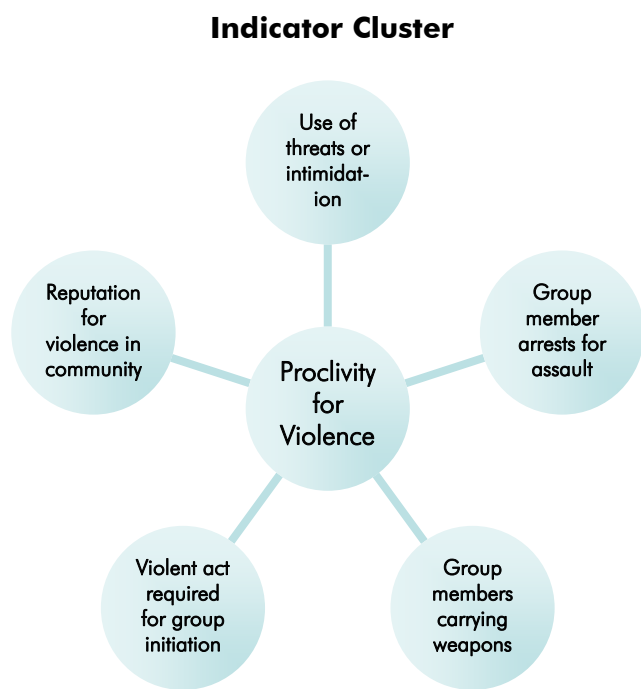 Indicator Cluster
Use of
threats or
intimidat-
ion
Reputation
for
violence in
community
Group
member
arrests for
assault
Proclivity
for
Violence
Violent act
required
for group
initiation
Group
members
carrying
weapons